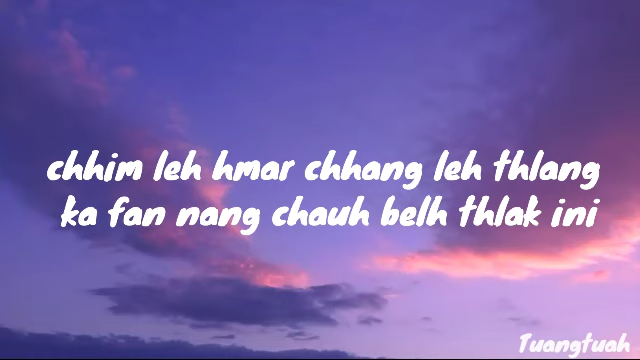 chhim leh hmar chhang leh thlang
ka fan nang chauh belh thlak ini
Tuangtuah